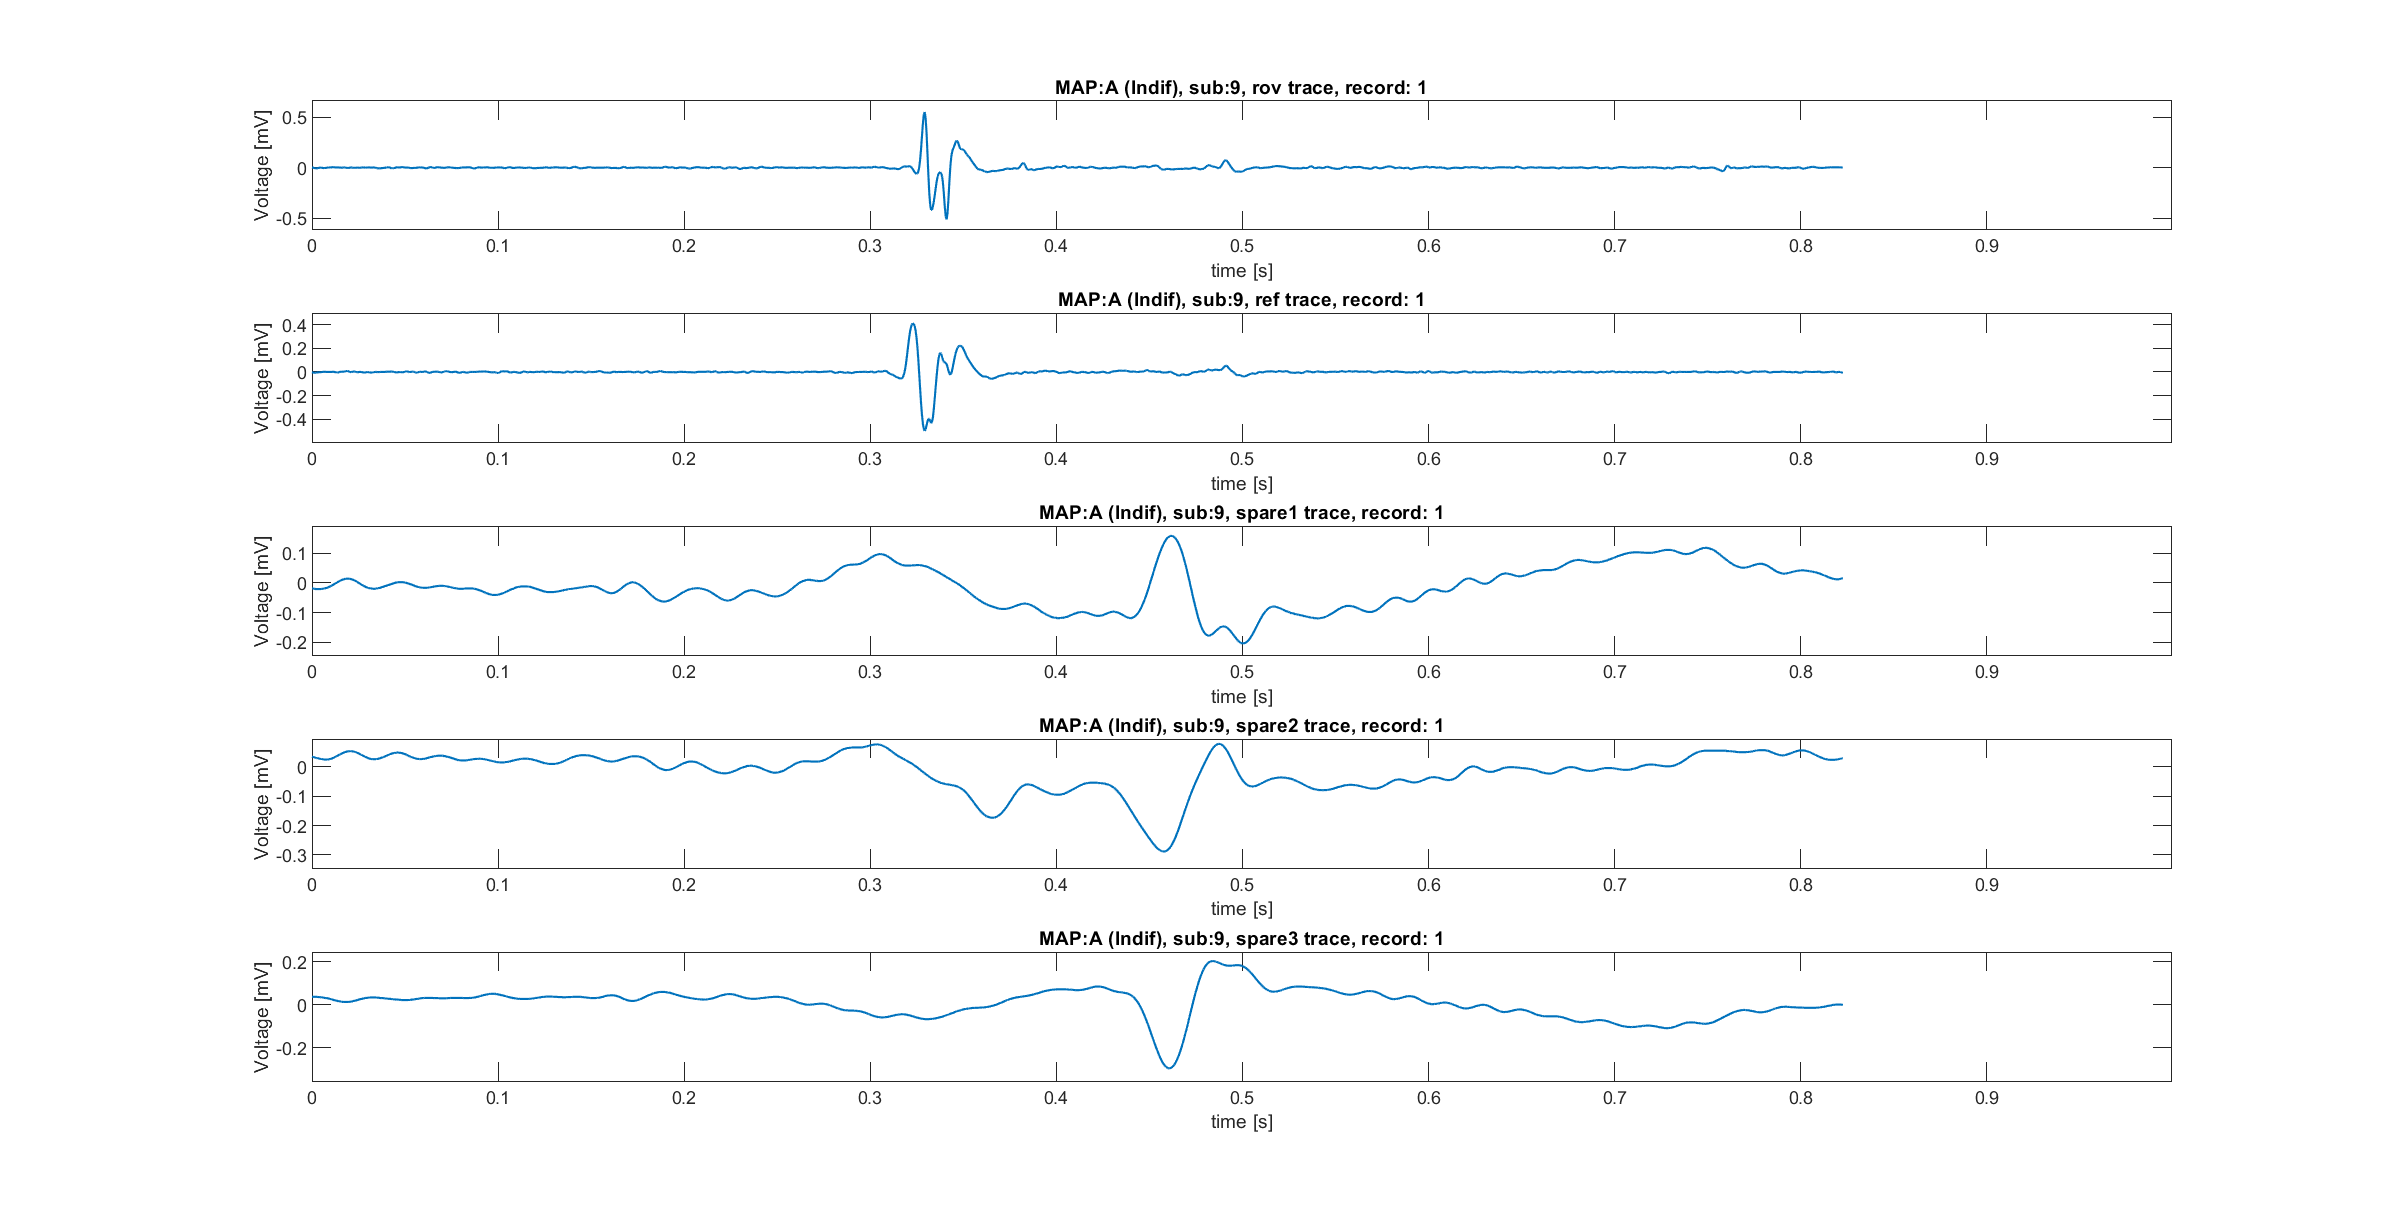 MAP:A (Indif), sub:9, rov trace, record: 1
Voltage [mV]
0.5
0
-0.5
0 0.1 0.2 0.3 0.4 0.5 0.6 0.7 0.8 0.9
time [s]
MAP:A (Indif), sub:9, ref trace, record: 1
Voltage [mV]
0.4
0.2
0
-0.2
-0.4
0 0.1 0.2 0.3 0.4 0.5 0.6 0.7 0.8 0.9
time [s]
MAP:A (Indif), sub:9, spare1 trace, record: 1
Voltage [mV]
0.1
0
-0.1
-0.2
0 0.1 0.2 0.3 0.4 0.5 0.6 0.7 0.8 0.9
time [s]
MAP:A (Indif), sub:9, spare2 trace, record: 1
Voltage [mV]
0
-0.1
-0.2
-0.3
0 0.1 0.2 0.3 0.4 0.5 0.6 0.7 0.8 0.9
time [s]
MAP:A (Indif), sub:9, spare3 trace, record: 1
Voltage [mV]
0.2
0
-0.2
0 0.1 0.2 0.3 0.4 0.5 0.6 0.7 0.8 0.9
time [s]